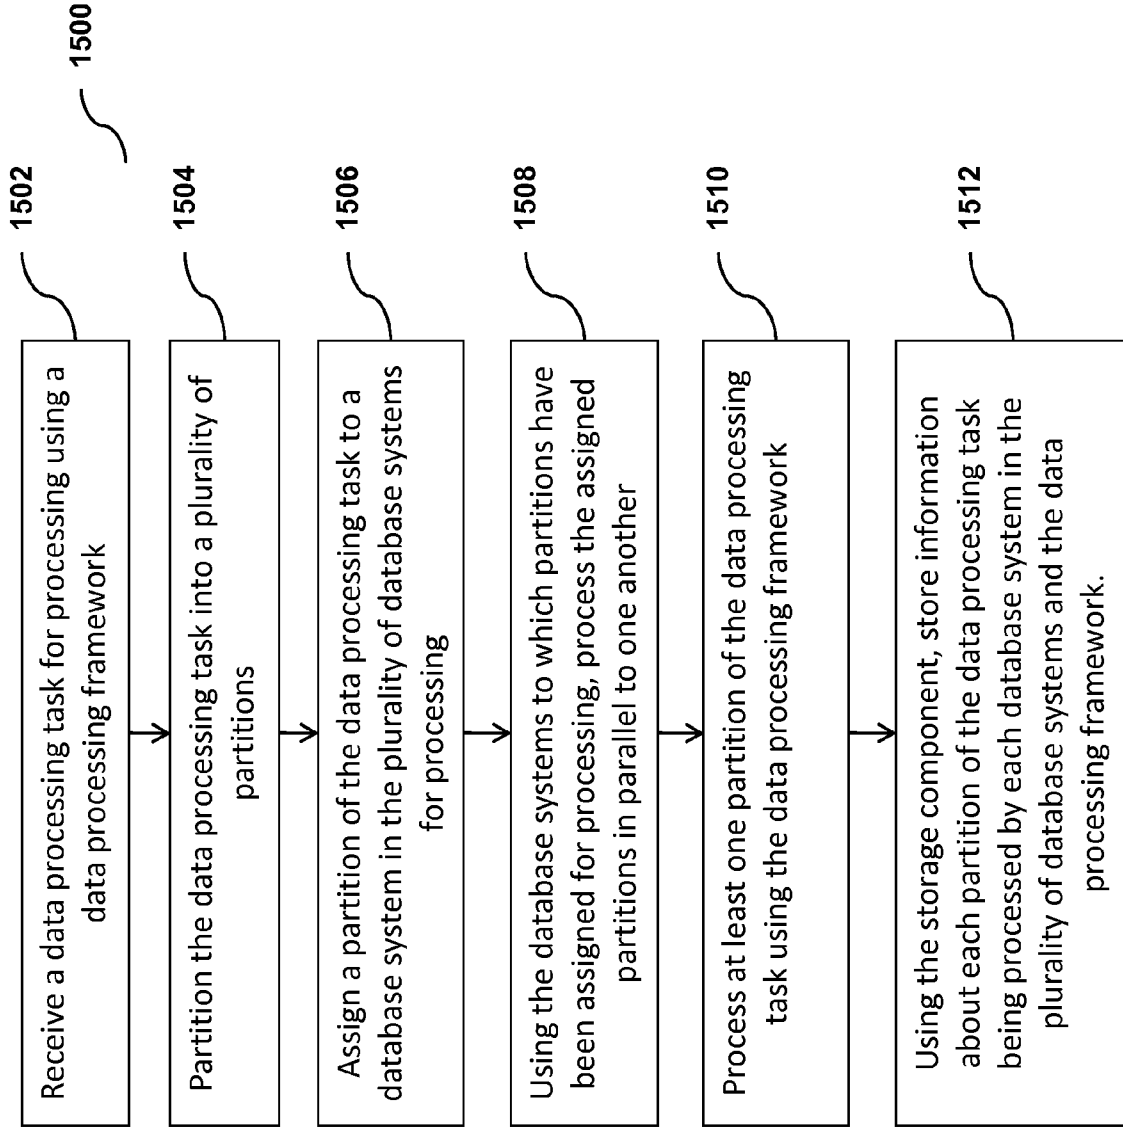 1500
1502
Receive a data processing task for processing using a
data processing framework
1504
Partition the data processing task into a plurality of
partitions
1506
Assign a partition of the data processing task to a
database system in the plurality of database systems
for processing
1508
Using the database systems to which partitions have
been assigned for processing, process the assigned
partitions in parallel to one another
1510
Process at least one partition of the data processing
task using the data processing framework
1512
Using the storage component, store information
about each partition of the data processing task
being processed by each database system in the
plurality of database systems and the data
processing framework.